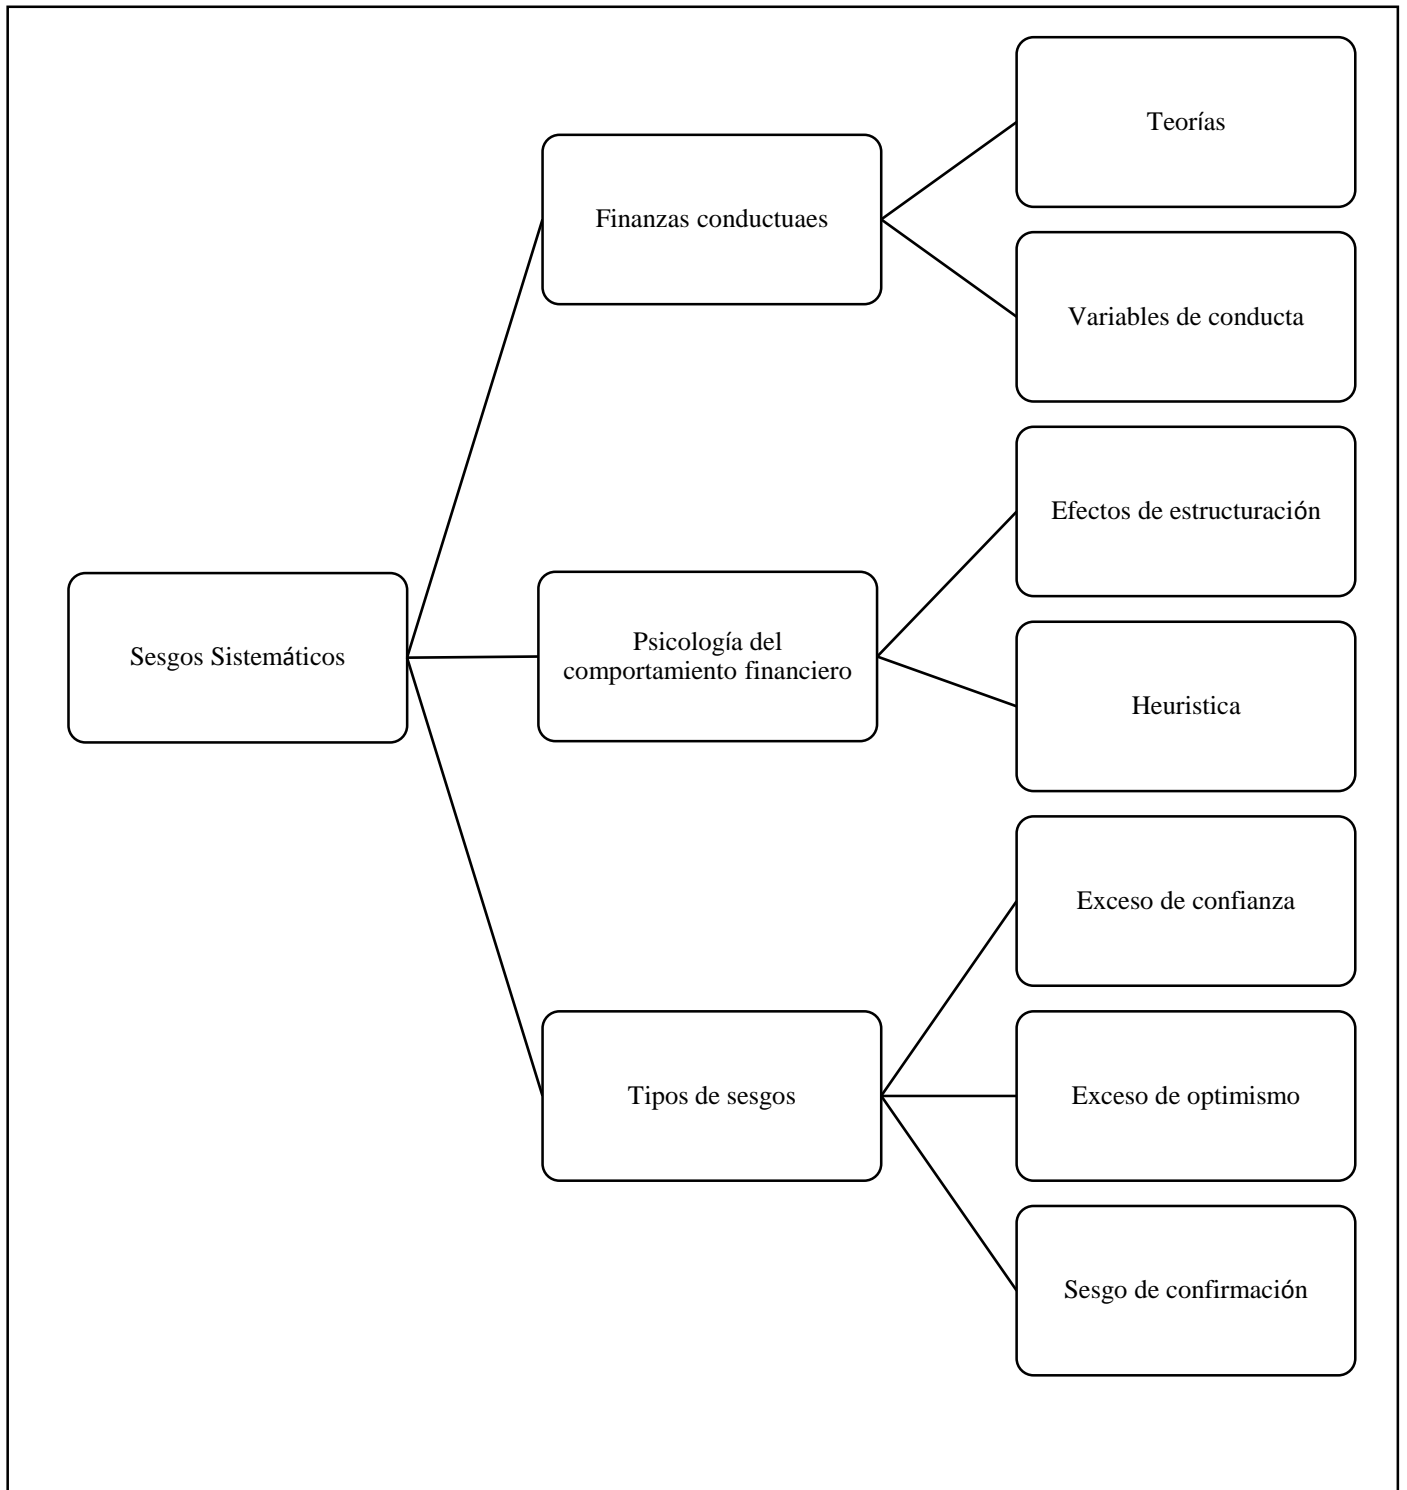 Sesgos Sistemáticos
Finanzas conductuaes
Teorías
Variables de conducta
Psicología del
comportamiento financiero
Efectos de estructuración
Heuristica
Tipos de sesgos
Exceso de confianza
Exceso de optimismo
Sesgo de confirmación